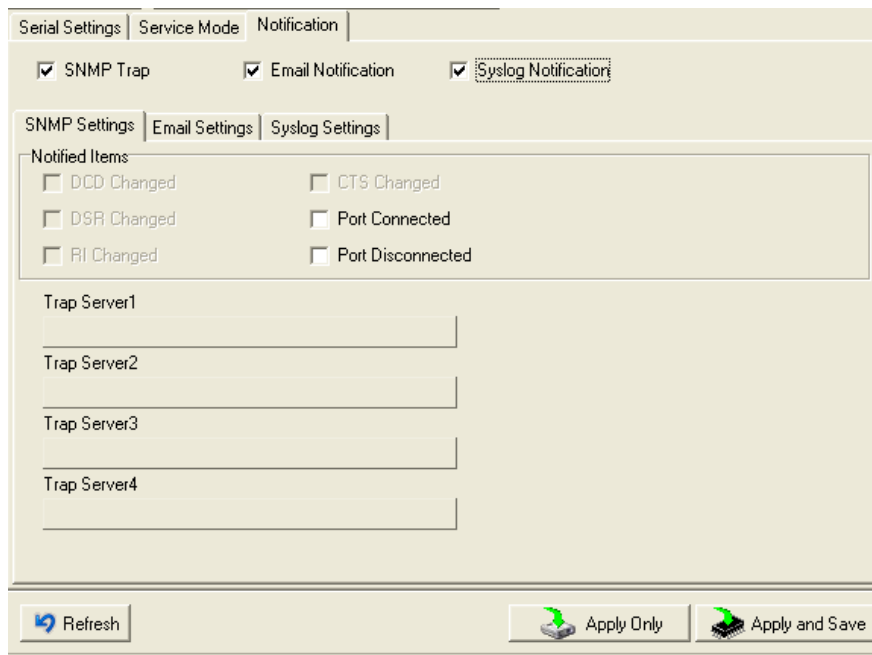 Serial Settings Service Mode Notification
SNMP Trap Email Notification Syslog Notification
SNMP Settings Email Settings Syslog Settings
Notified Items
DCD Changed CTS Changed
DSR Changed Port Connected
RI Changed Port Disconnected
Trap Server1
Trap Server2
Trap Server3
Trap Server4
Refresh Apply Only Apply and Save